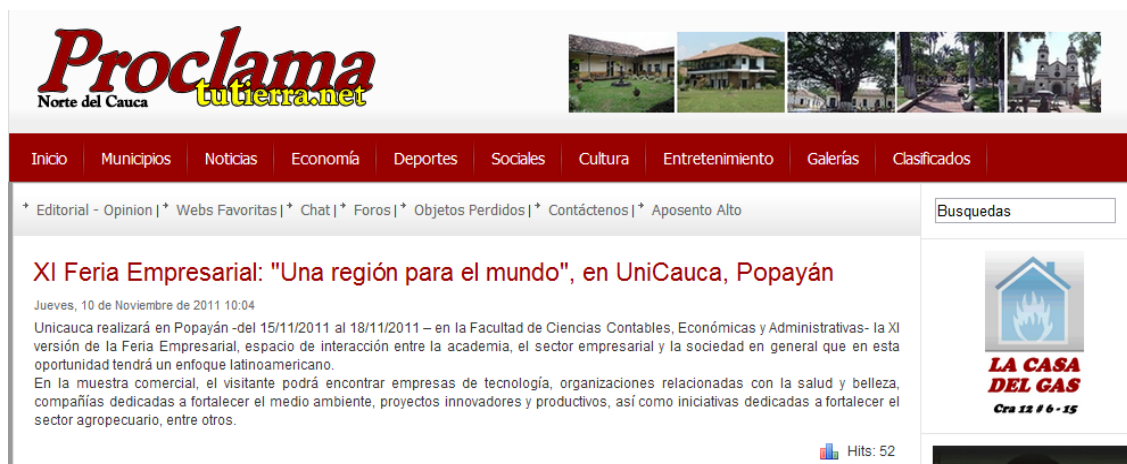 Proclama
Norte del Cauca
tutierra.net
Inicio Municipios Noticias Economía Deportes Sociales Cultura Entretenimiento Galerías Clasificados
Editorial - Opinion | Webs Favoritas | Chat | Foros | Objetos Perdidos | Contáctenos | Aposento Alto
Busquedas
XI Feria Empresarial: "Una región para el mundo", en UniCauca, Popayán
Jueves, 10 de Noviembre de 2011 10:04
Unicauca realizará en Popayán -del 15/11/2011 al 18/11/2011 – en la Facultad de Ciencias Contables, Económicas y Administrativas- la XI
versión de la Feria Empresarial, espacio de interacción entre la academia, el sector empresarial y la sociedad en general que en esta
oportunidad tendrá un enfoque latinoamericano.
En la muestra comercial, el visitante podrá encontrar empresas de tecnología, organizaciones relacionadas con la salud y belleza,
compañías dedicadas a fortalecer el medio ambiente, proyectos innovadores y productivos, así como iniciativas dedicadas a fortalecer el
sector agropecuario, entre otros.
Hits: 52
LA CASA
DEL GAS
Cra 12 # 6 - 15